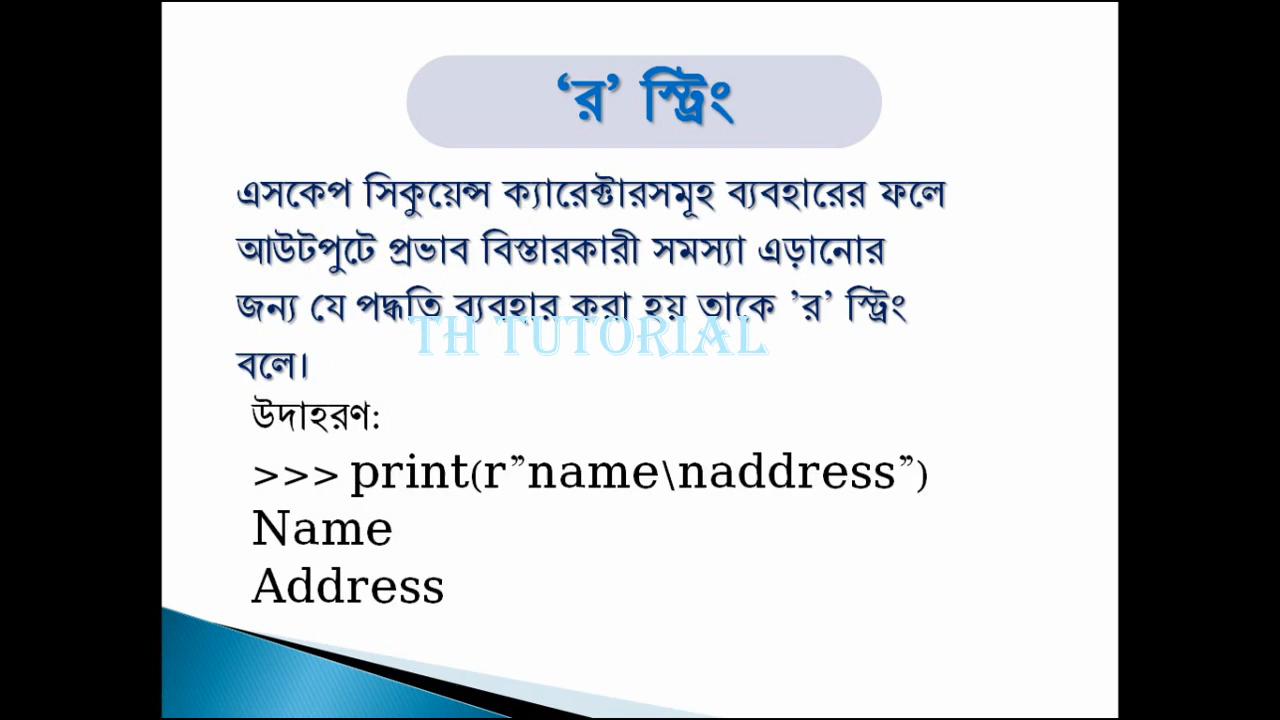 ‘র’ স্ট্রিং
এসকেপ সিকুয়েন্স ক্যারেক্টারসমূহ ব্যবহারের ফলে
আউটপুটে প্রভাব বিস্তারকারী সমস্যা এড়ানোর
জন্য যে পদ্ধতি ব্যবহার করা হয় তাকে ’র’ স্ট্রিং
TH TUTORIAL
বলে।
উদাহরণ:
>>> print(r”name\naddress”)
Name
Address